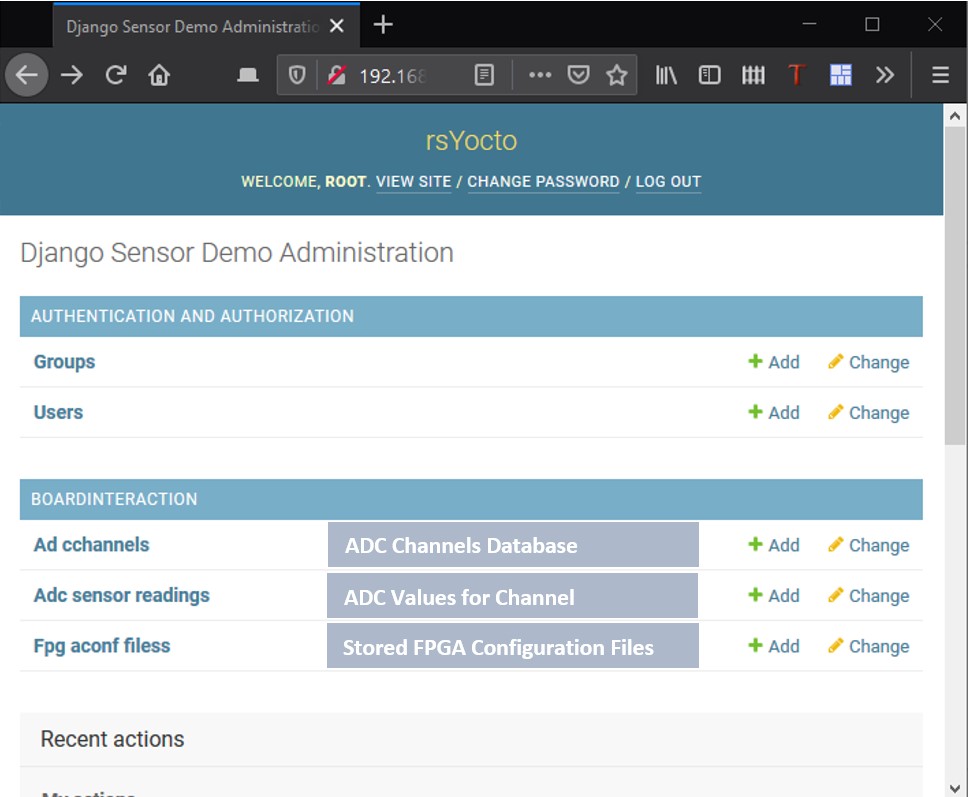 Django Sensor Demo Administratio
192.168
rsYocto
WELCOME, ROOT. VIEW SITE / CHANGE PASSWORD / LOG OUT
Django Sensor Demo Administration
AUTHENTICATION AND AUTHORIZATION
Groups Add Change
Users Add Change
BOARDINTERACTION
Ad cchannels ADC Channels Database Add Change
Adc sensor readings ADC Values for Channel Add Change
Fpg aconf filess Stored FPGA Configuration Files Add Change
Recent actions
My actions